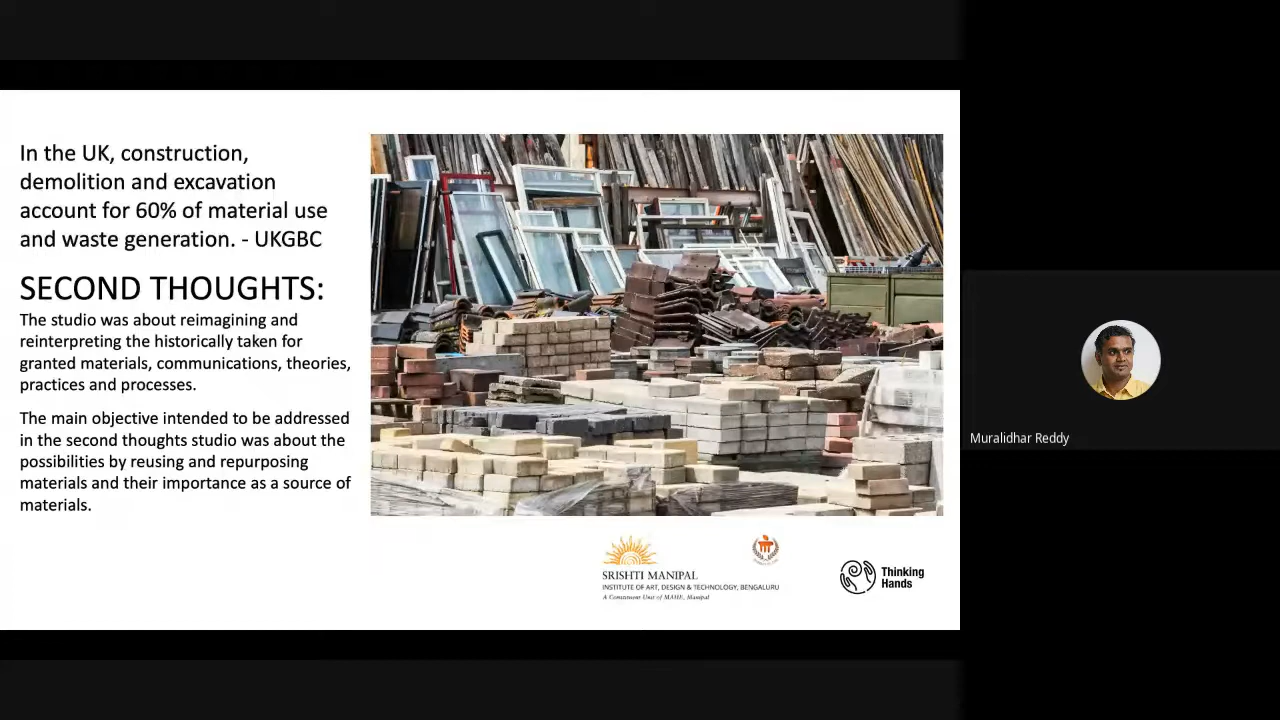 In the UK, construction,
demolition and excavation
account for 60% of material use
and waste generation. - UKGBC
SECOND THOUGHTS:
The studio was about reimagining and
reinterpreting the historically taken for
granted materials, communications, theories,
practices and processes.
The main objective intended to be addressed
in the second thoughts studio was about the
possibilities by reusing and repurposing
materials and their importance as a source of
materials.
SRISHTI MANIPAL
INSTITUTE OF ART, DESIGN & TECHNOLOGY, BENGALURU
A Constituent Unit of MAHE, Manipal
Thinking
Hands
Muralidhar Reddy